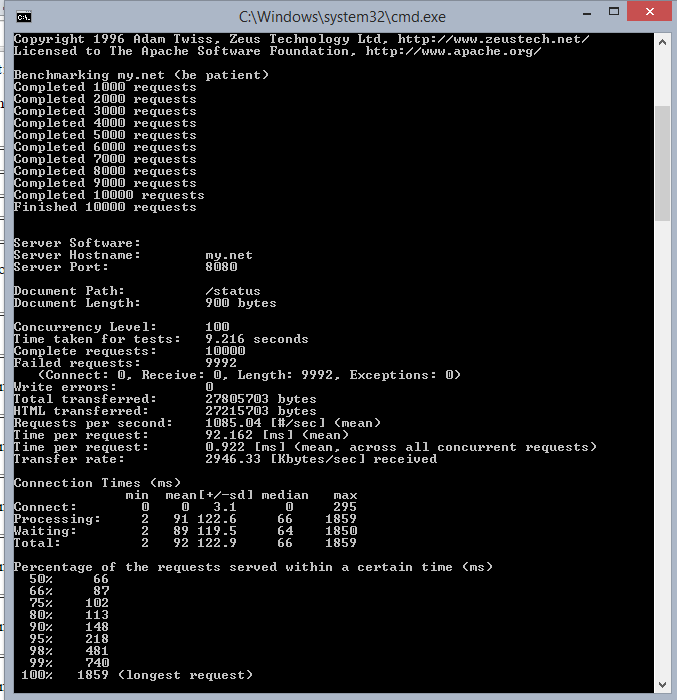 C:\Windows\system32\cmd.exe
Copyright 1996 Adam Twiss, Zeus Technology Ltd, http://www.zeustech.net/
Licensed to The Apache Software Foundation, http://www.apache.org/
Benchmarking my.net (be patient)
Completed 1000 requests
Completed 2000 requests
Completed 3000 requests
Completed 4000 requests
Completed 5000 requests
Completed 6000 requests
Completed 7000 requests
Completed 8000 requests
Completed 9000 requests
Completed 10000 requests
Finished 10000 requests
Server Software:
Server Hostname:        my.net
Server Port:            8080
Document Path:          /status
Document Length:        900 bytes
Concurrency Level:      100
Time taken for tests:   9.216 seconds
Complete requests:      10000
Failed requests:        9992
   (Connect: 0, Receive: 0, Length: 9992, Exceptions: 0)
Write errors:           0
Total transferred:      27805703 bytes
HTML transferred:       27215703 bytes
Requests per second:    1085.04 [#/sec] (mean)
Time per request:       92.162 [ms] (mean)
Time per request:       0.922 [ms] (mean, across all concurrent requests)
Transfer rate:          2946.33 [Kbytes/sec] received
Connection Times (ms)
              min  mean[+/-sd] median   max
Connect:        0    0   3.1      0     295
Processing:     2   91 122.6     66    1859
Waiting:        2   89 119.5     64    1850
Total:          2   92 122.9     66    1859
Percentage of the requests served within a certain time (ms)
  50%     66
  66%     87
  75%    102
  80%    113
  90%    148
  95%    218
  98%    481
  99%    740
 100%   1859 (longest request)